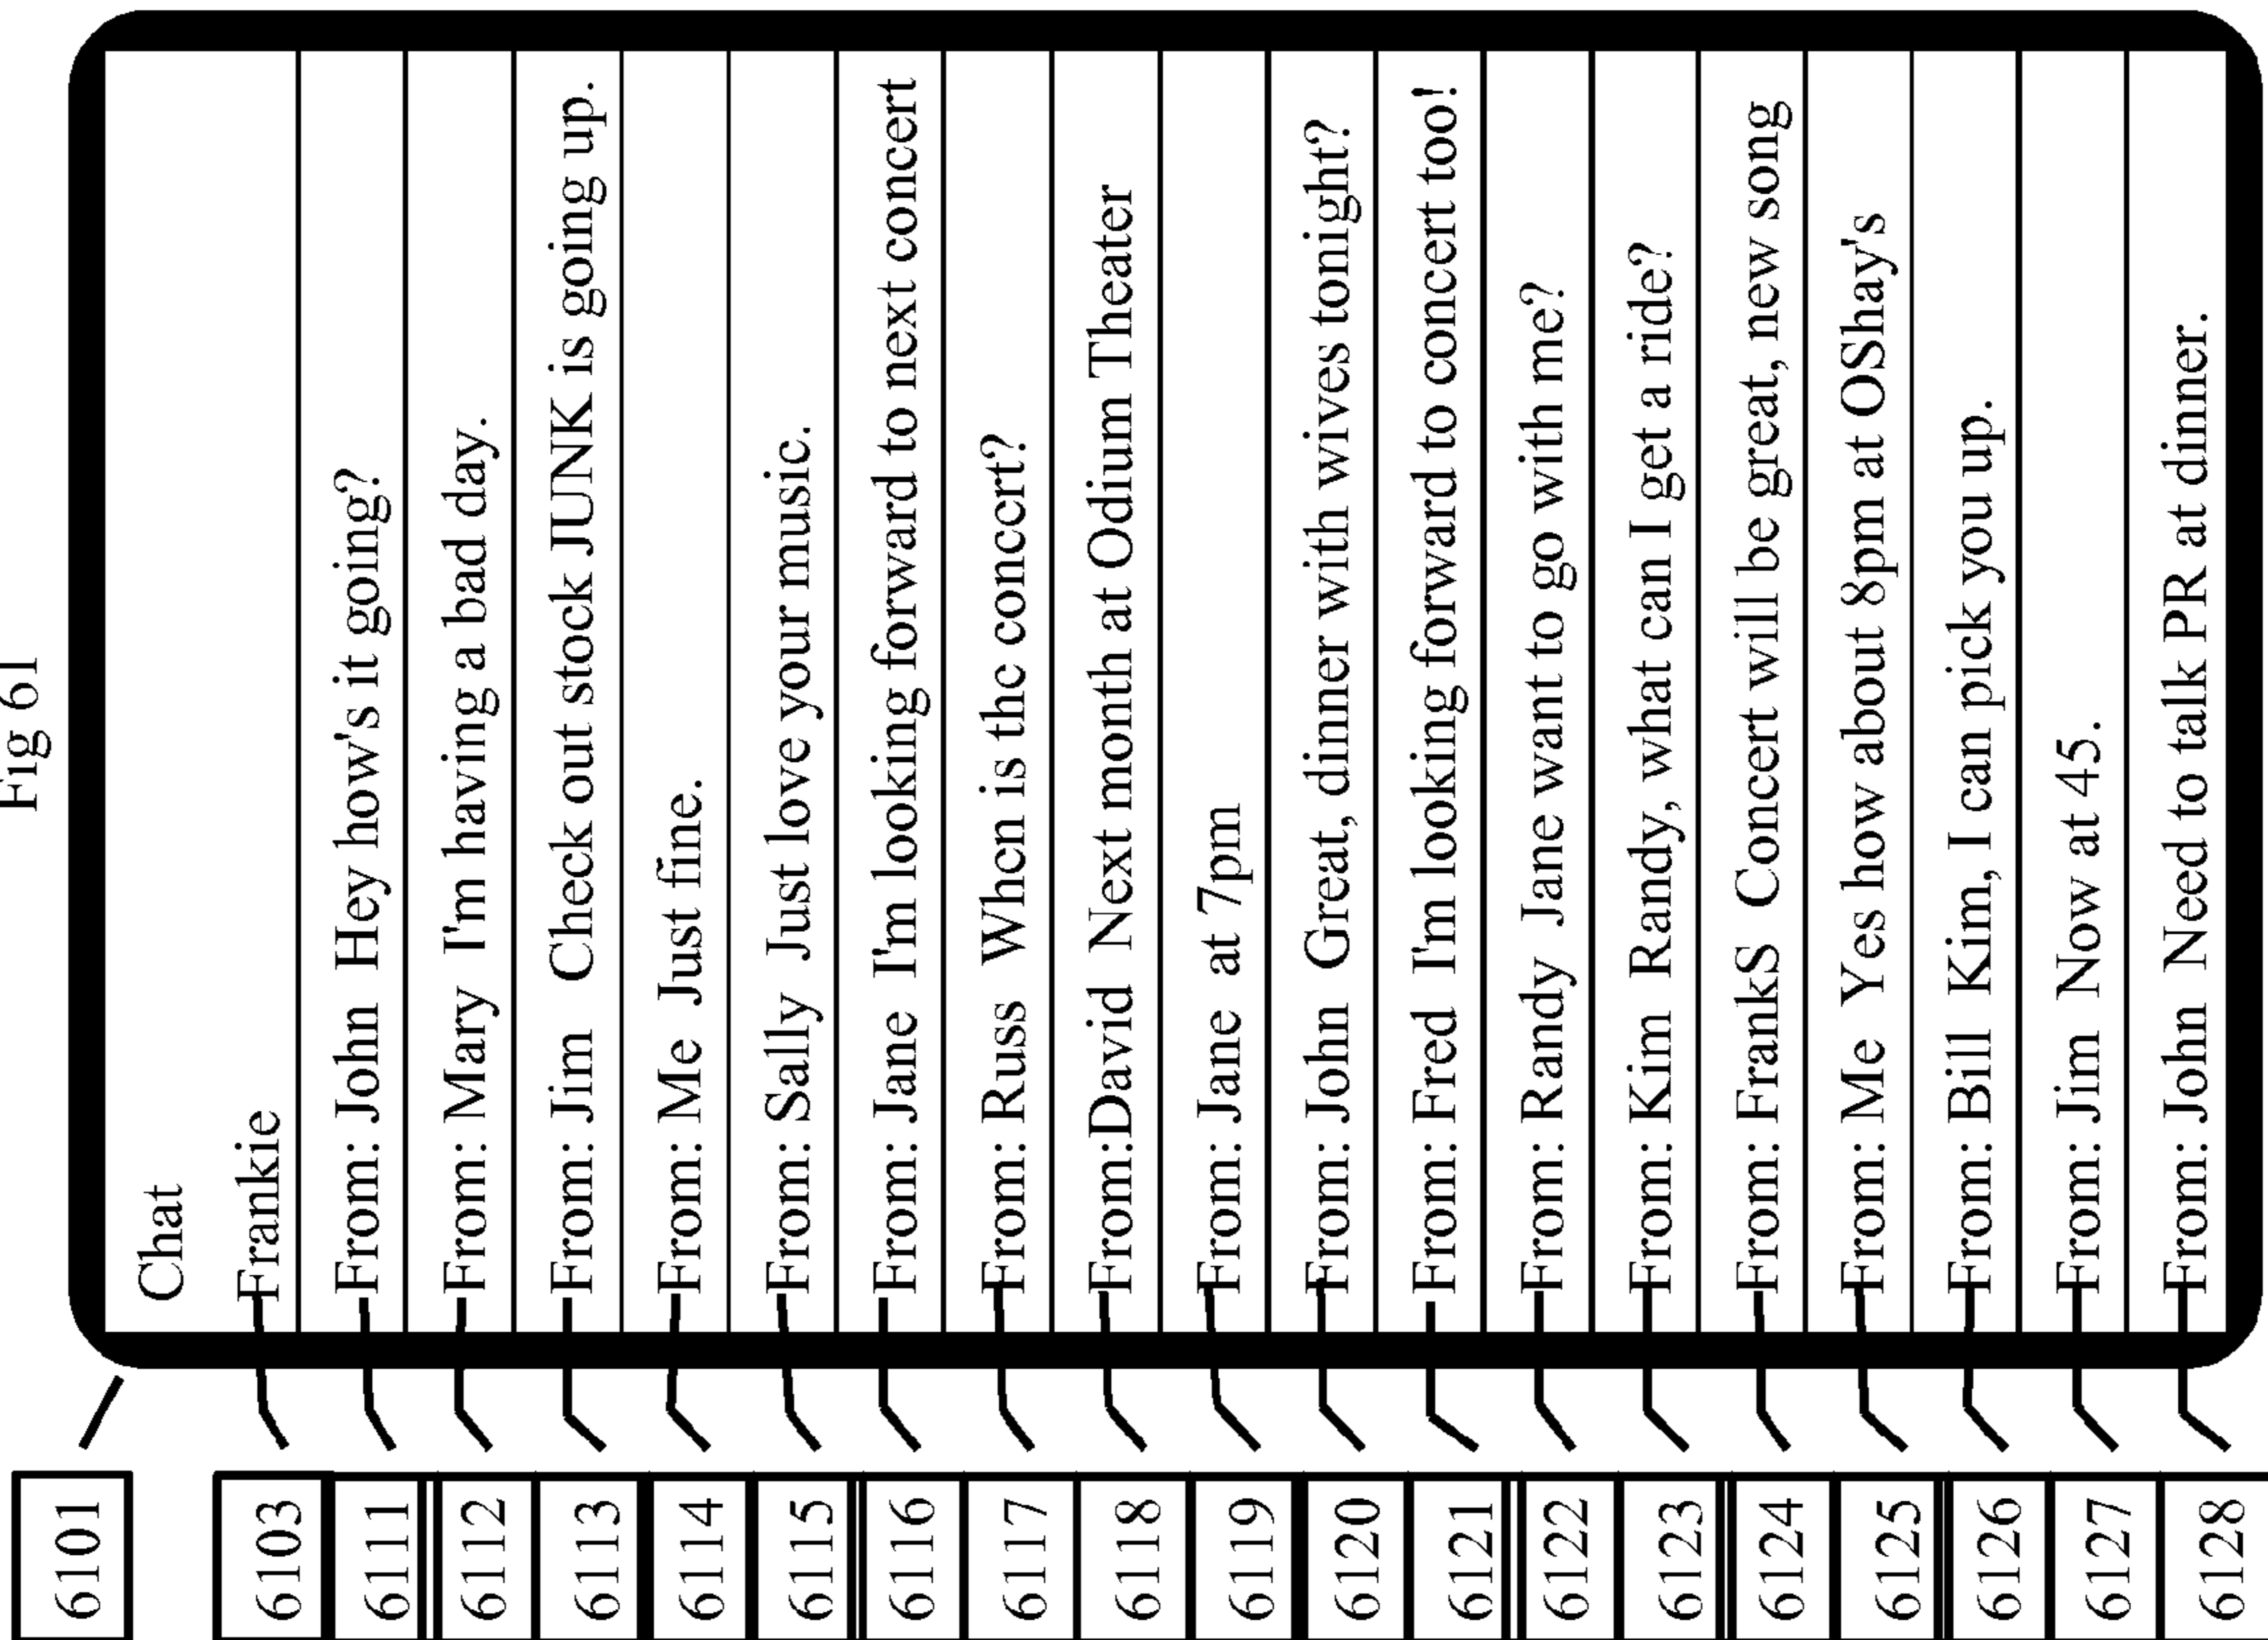 Fig 61
6101
Chat
6103 Frankie
6111 From: John Hey how's it going?
6112 From: Mary I'm having a bad day.
6113 From: Jim Check out stock JUNK is going up.
6114 From: Me Just fine.
6115 From: Sally Just love your music.
6116 From: Jane I'm looking forward to next concert
6117 From: Russ When is the concert?
6118 From:David Next month at Odium Theater
6119 From: Jane at 7pm
6120 From: John Great, dinner with wives tonight?
6121 From: Fred I'm looking forward to concert too!
6122 From: Randy Jane want to go with me?
6123 From: Kim Randy, what can I get a ride?
6124 From: FrankS Concert will be great, new song
6125 From: Me Yes how about 8pm at OShay's
6126 From: Bill Kim, I can pick you up.
6127 From: Jim Now at 45.
6128 From: John Need to talk PR at dinner.